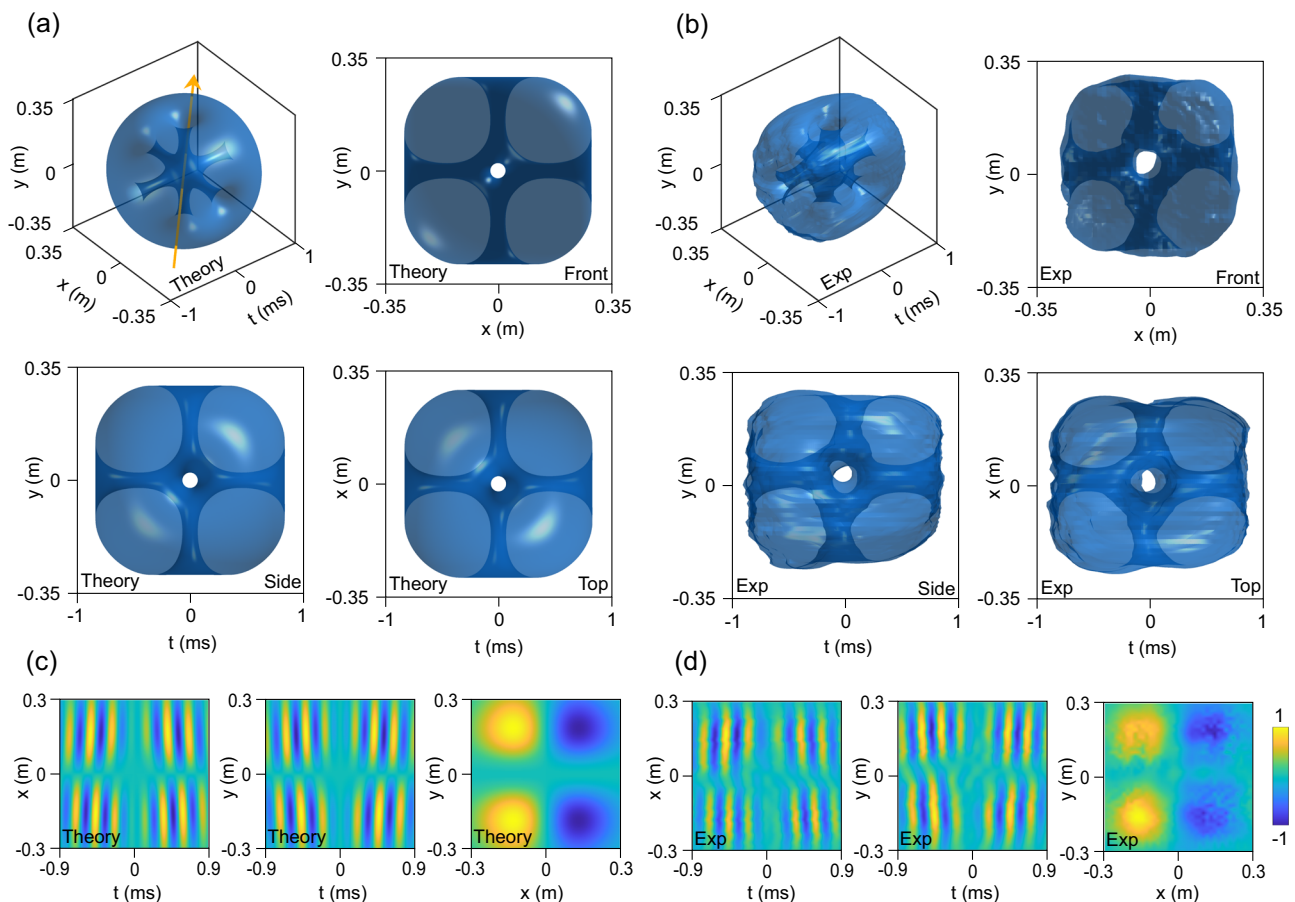 (a)
0.35
y (m)
0
-0.35
0.35
x (m)
0
-0.35
-1
0
t (ms)
1
Theory
0.35
y (m)
0
-0.35
Theory
Front
-0.35
0
0.35
x (m)
(b)
0.35
y (m)
0
-0.35
0.35
x (m)
0
-0.35
-1
0
t (ms)
1
Exp
0.35
y (m)
0
-0.35
Exp
Front
-0.35
0
0.35
x (m)
0.35
y (m)
0
-0.35
Theory
Side
-1
0
1
t (ms)
0.35
x (m)
0
-0.35
Theory
Top
-1
0
1
t (ms)
0.35
y (m)
0
-0.35
Exp
Side
-1
0
1
t (ms)
0.35
x (m)
0
-0.35
Exp
Top
-1
0
1
t (ms)
(c)
0.3
x (m)
0
-0.3
Theory
-0.9
0
0.9
t (ms)
0.3
y (m)
0
-0.3
Theory
-0.9
0
0.9
t (ms)
0.3
y (m)
0
-0.3
Theory
-0.3
0
0.3
x (m)
(d)
0.3
x (m)
0
-0.3
Exp
-0.9
0
0.9
t (ms)
0.3
y (m)
0
-0.3
Exp
-0.9
0
0.9
t (ms)
0.3
y (m)
0
-0.3
Exp
-0.3
0
0.3
x (m)
1
-1